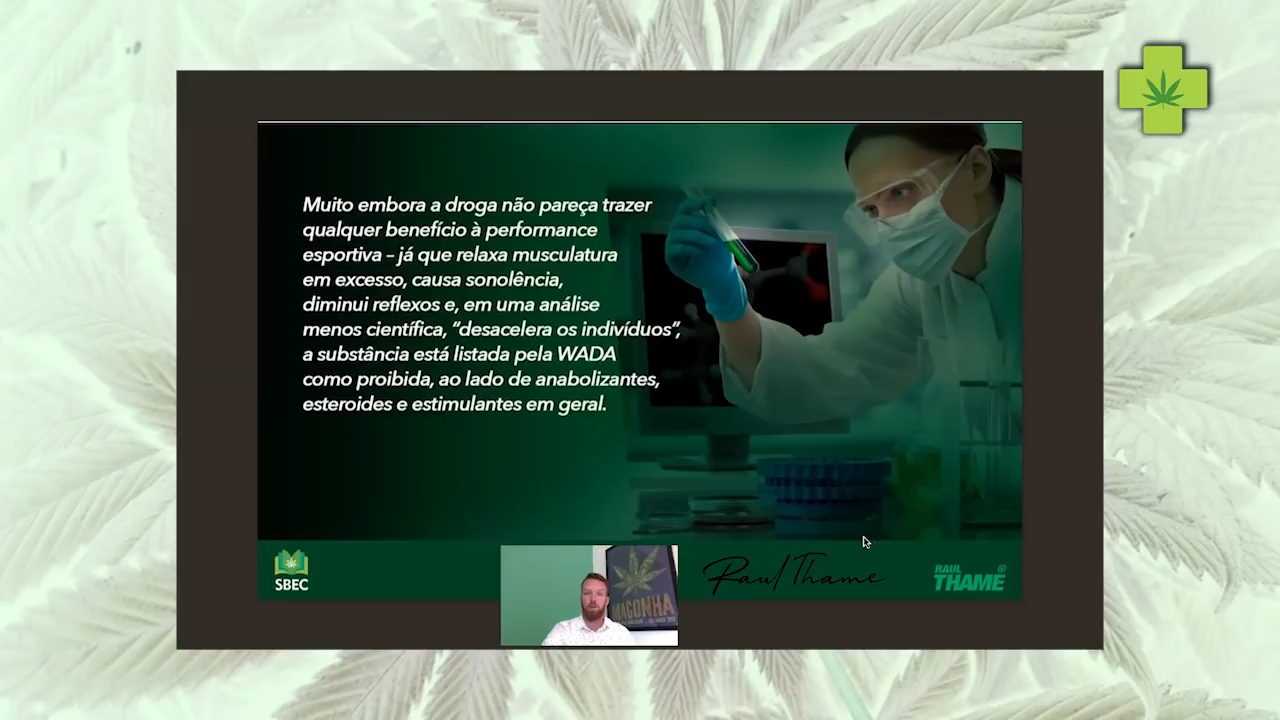 Muito embora a droga não pareça trazer
qualquer benefício à performance
esportiva – já que relaxa musculatura
em excesso, causa sonolência,
diminui reflexos e, em uma análise
menos científica, “desacelera os indivíduos”,
a substância está listada pela WADA
como proibida, ao lado de anabolizantes,
esteroides e estimulantes em geral.
SBEC
MACONHA
Raul Thame
RAUL
THAME